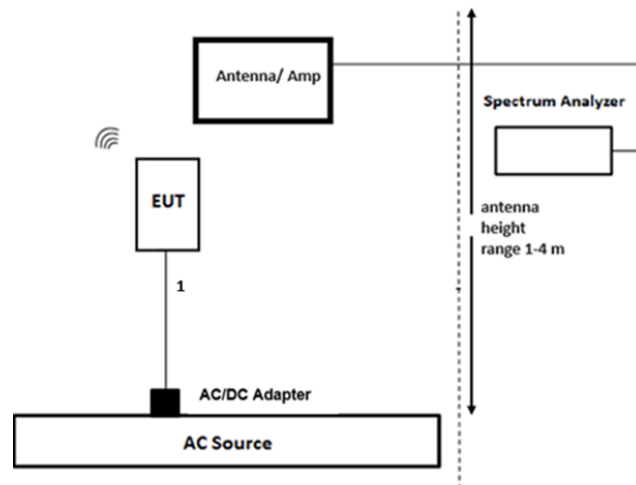 Antenna/ Amp
Spectrum Analyzer
EUT
antenna
height
range 1-4 m
1
AC/DC Adapter
AC Source